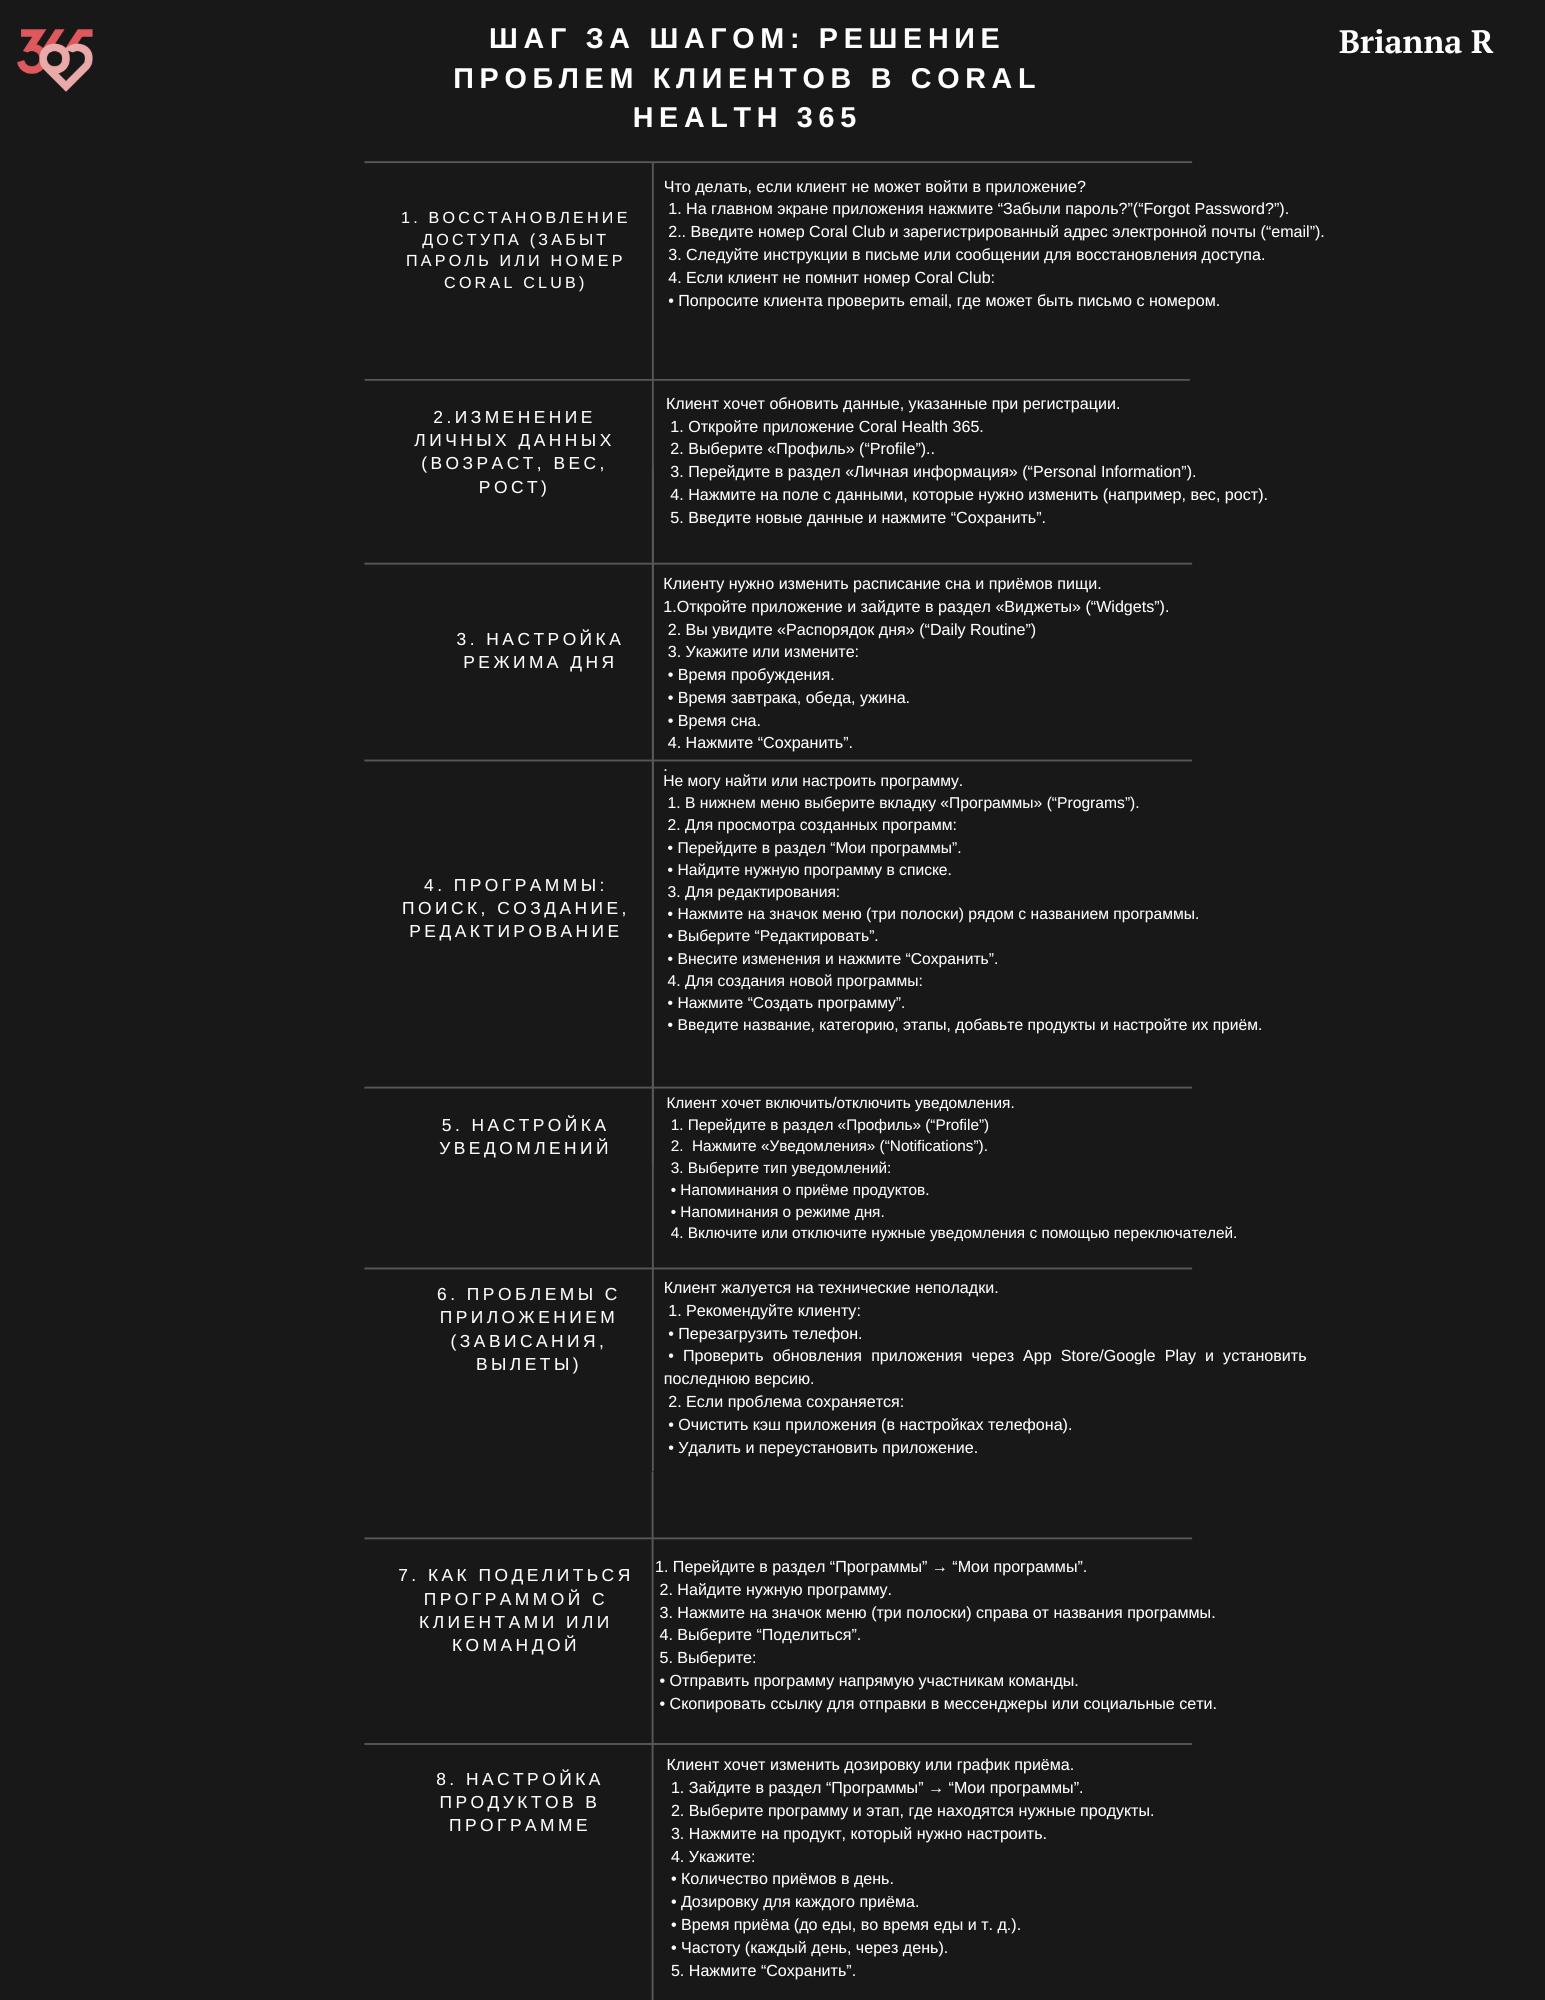 365
ШАГ ЗА ШАГОМ: РЕШЕНИЕ
ПРОБЛЕМ КЛИЕНТОВ В CORAL
HEALTH 365
Brianna R
1. ВОССТАНОВЛЕНИЕ
ДОСТУПА (ЗАБЫТ
ПАРОЛЬ ИЛИ НОМЕР
CORAL CLUB)
Что делать, если клиент не может войти в приложение?
1. На главном экране приложения нажмите “Забыли пароль?”(“Forgot Password?”).
2.. Введите номер Coral Club и зарегистрированный адрес электронной почты (“email”).
3. Следуйте инструкции в письме или сообщении для восстановления доступа.
4. Если клиент не помнит номер Coral Club:
• Попросите клиента проверить email, где может быть письмо с номером.
2.ИЗМЕНЕНИЕ
ЛИЧНЫХ ДАННЫХ
(ВОЗРАСТ, ВЕС,
РОСТ)
Клиент хочет обновить данные, указанные при регистрации.
1. Откройте приложение Coral Health 365.
2. Выберите «Профиль» (“Profile”)..
3. Перейдите в раздел «Личная информация» (“Personal Information”).
4. Нажмите на поле с данными, которые нужно изменить (например, вес, рост).
5. Введите новые данные и нажмите “Сохранить”.
3. НАСТРОЙКА
РЕЖИМА ДНЯ
Клиенту нужно изменить расписание сна и приёмов пищи.
1.Откройте приложение и зайдите в раздел «Виджеты» (“Widgets”).
2. Вы увидите «Распорядок дня» (“Daily Routine”)
3. Укажите или измените:
• Время пробуждения.
• Время завтрака, обеда, ужина.
• Время сна.
4. Нажмите “Сохранить”.
.
4. ПРОГРАММЫ:
ПОИСК, СОЗДАНИЕ,
РЕДАКТИРОВАНИЕ
Не могу найти или настроить программу.
1. В нижнем меню выберите вкладку «Программы» (“Programs”).
2. Для просмотра созданных программ:
• Перейдите в раздел “Мои программы”.
• Найдите нужную программу в списке.
3. Для редактирования:
• Нажмите на значок меню (три полоски) рядом с названием программы.
• Выберите “Редактировать”.
• Внесите изменения и нажмите “Сохранить”.
4. Для создания новой программы:
• Нажмите “Создать программу”.
• Введите название, категорию, этапы, добавьте продукты и настройте их приём.
5. НАСТРОЙКА
УВЕДОМЛЕНИЙ
Клиент хочет включить/отключить уведомления.
1. Перейдите в раздел «Профиль» (“Profile”)
2. Нажмите «Уведомления» (“Notifications”).
3. Выберите тип уведомлений:
• Напоминания о приёме продуктов.
• Напоминания о режиме дня.
4. Включите или отключите нужные уведомления с помощью переключателей.
6. ПРОБЛЕМЫ С
ПРИЛОЖЕНИЕМ
(ЗАВИСАНИЯ,
ВЫЛЕТЫ)
Клиент жалуется на технические неполадки.
1. Рекомендуйте клиенту:
• Перезагрузить телефон.
• Проверить обновления приложения через App Store/Google Play и установить
последнюю версию.
2. Если проблема сохраняется:
• Очистить кэш приложения (в настройках телефона).
• Удалить и переустановить приложение.
7. КАК ПОДЕЛИТЬСЯ
ПРОГРАММОЙ С
КЛИЕНТАМИ ИЛИ
КОМАНДОЙ
1. Перейдите в раздел “Программы” → “Мои программы”.
2. Найдите нужную программу.
3. Нажмите на значок меню (три полоски) справа от названия программы.
4. Выберите “Поделиться”.
5. Выберите:
• Отправить программу напрямую участникам команды.
• Скопировать ссылку для отправки в мессенджеры или социальные сети.
8. НАСТРОЙКА
ПРОДУКТОВ В
ПРОГРАММЕ
Клиент хочет изменить дозировку или график приёма.
1. Зайдите в раздел “Программы” → “Мои программы”.
2. Выберите программу и этап, где находятся нужные продукты.
3. Нажмите на продукт, который нужно настроить.
4. Укажите:
• Количество приёмов в день.
• Дозировку для каждого приёма.
• Время приёма (до еды, во время еды и т. д.).
• Частоту (каждый день, через день).
5. Нажмите “Сохранить”.